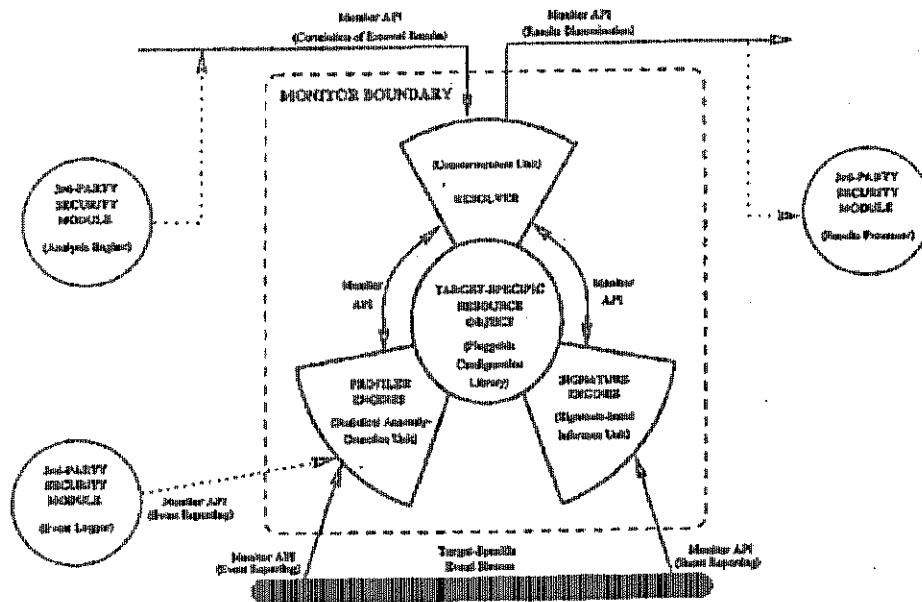 Monitor API
(Correlation of External Results)
Monitor API
(Results Dissemination)
MONITOR BOUNDARY
3rd-PARTY
SECURITY
MODULE
(Analysis Engine)
(Countermeasure Unit)
RESOLVER
3rd-PARTY
SECURITY
MODULE
(Results Processor)
Monitor
API
TARGET-SPECIFIC
RESOURCE
OBJECT
(Pluggable
Configuration
Library)
Monitor
API
PROFILER
ENGINES
(Statistical Anomaly-
Detection Unit)
SIGNATURE
ENGINE
(Signature-based
Inference Unit)
3rd-PARTY
SECURITY
MODULE
(Event Logger)
Monitor API
(Event Reporting)
Monitor API
(Event Reporting)
Target-Specific
Event Stream
Monitor API
(Event Reporting)